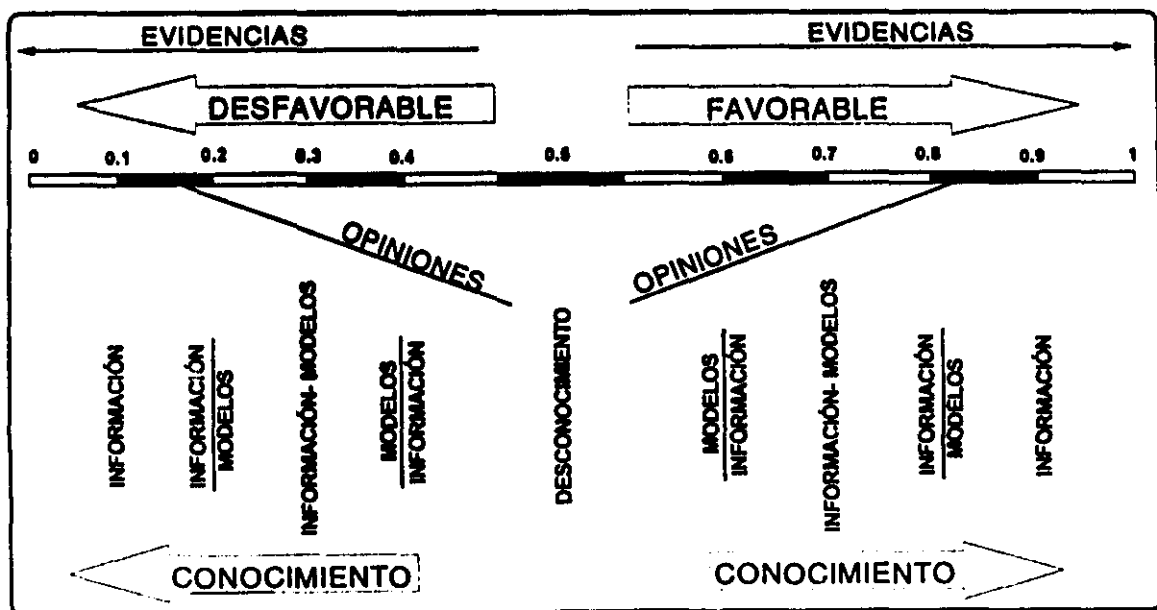 EVIDENCIAS
EVIDENCIAS
DESFAVORABLE
FAVORABLE
0 0.1 0.2 0.3 0.4 0.5 0.6 0.7 0.8 0.9 1
OPINIONES
OPINIONES
INFORMACIÓN
INFORMACIÓN
MODELOS
INFORMACIÓN- MODELOS
MODELOS
INFORMACIÓN
DESCONOCIMIENTO
MODELOS
INFORMACIÓN
INFORMACIÓN- MODELOS
INFORMACIÓN
MODELOS
INFORMACIÓN
CONOCIMIENTO
CONOCIMIENTO